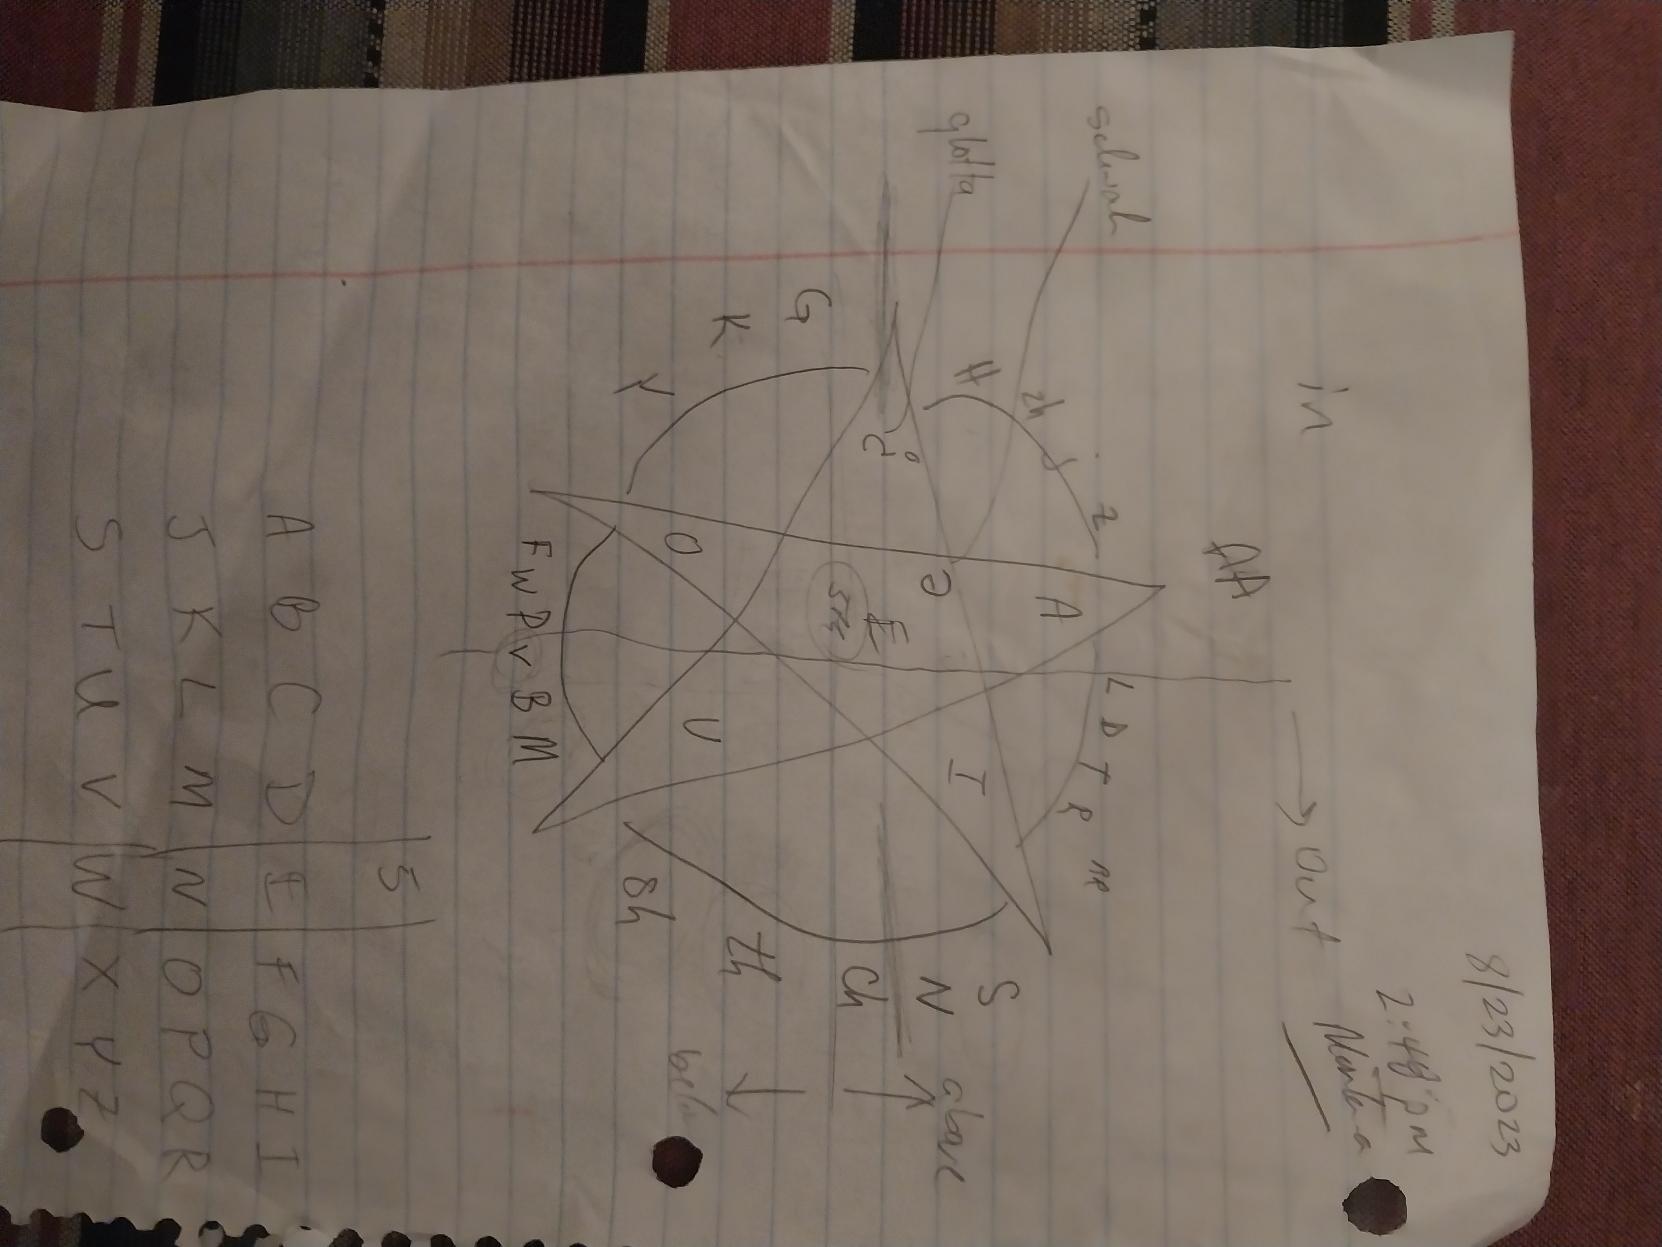 8/23/2023
2:48 pm
Montana
in → out
AA
schwah
Z L D T R RR
j
zh
A
H
S
glotta
I
N above
ə
E
Ch
5th
G
K
th
below
O U
Y
sh
F W P V B M
5
A B C D E F G H I
J K L M N O P Q R
S T U V W X Y Z